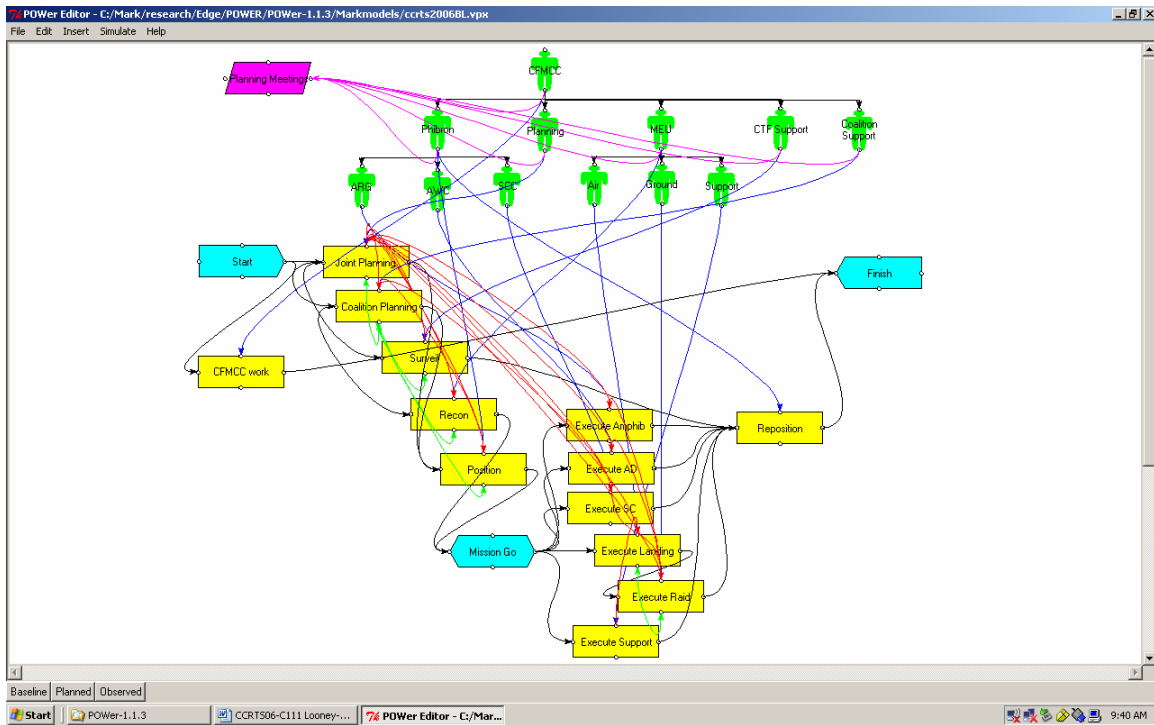 POWer Editor - C:/Mark/research/Edge/POWER/POWer-1.1.3/Markmodels/ccrts2006BL.vpx
File Edit Insert Simulate Help
CFMCC
Planning Meetings
Phibron
Planning
MEU
CTF Support
Coalition
Support
ARG
AWC
SCC
Air
Ground
Support
Start
Joint Planning
Finish
Coalition Planning
Surveil
CFMCC work
Recon
Execute Amphib
Reposition
Position
Execute AD
Execute SC
Mission Go
Execute Landing
Execute Raid
Execute Support
Baseline Planned Observed
Start POWer-1.1.3 CCRTS06-C111 Looney-... POWer Editor - C:/Mar... 9:40 AM